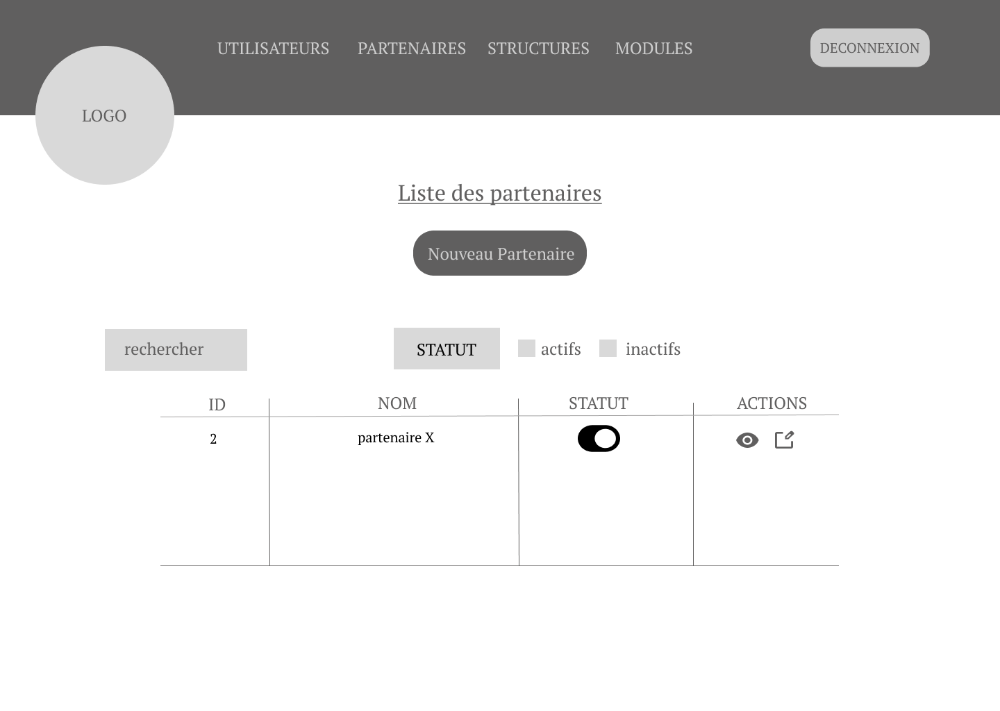 UTILISATEURS PARTENAIRES STRUCTURES MODULES DECONNEXION
LOGO
Liste des partenaires
Nouveau Partenaire
rechercher STATUT actifs inactifs
ID NOM STATUT ACTIONS
2 partenaire X